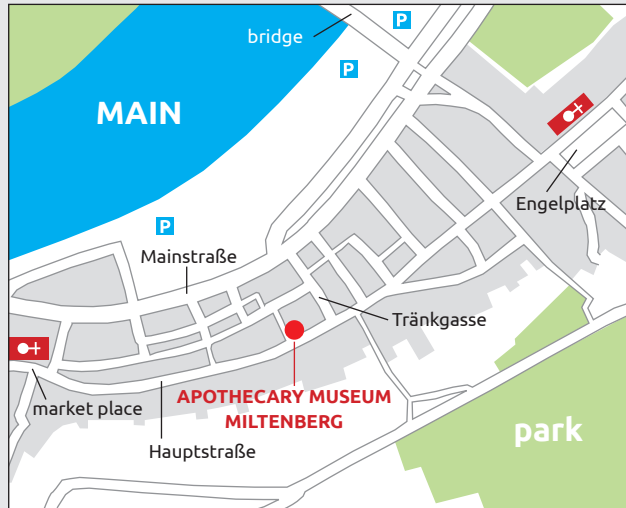 bridge
P
P
MAIN
Engelplatz
P
Mainstraße
Tränkgasse
APOTHECARY MUSEUM
MILTENBERG
market place
park
Hauptstraße